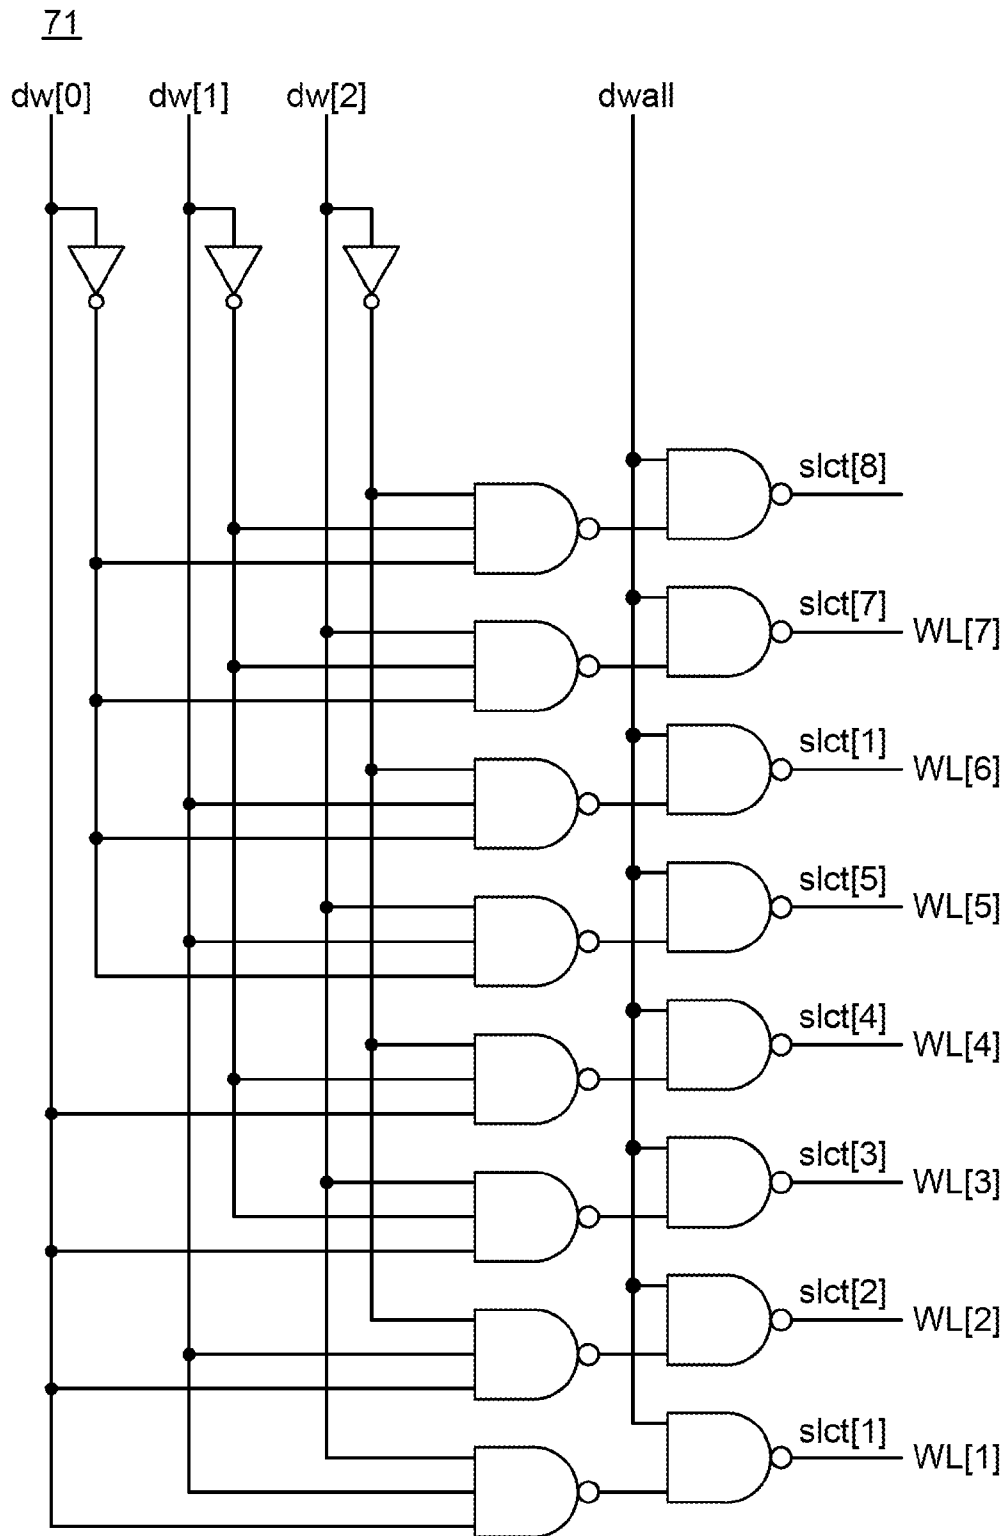 71
dw[0] dw[1] dw[2] dwall
slct[8]
slct[7] WL[7]
slct[1] WL[6]
slct[5] WL[5]
slct[4] WL[4]
slct[3] WL[3]
slct[2] WL[2]
slct[1] WL[1]